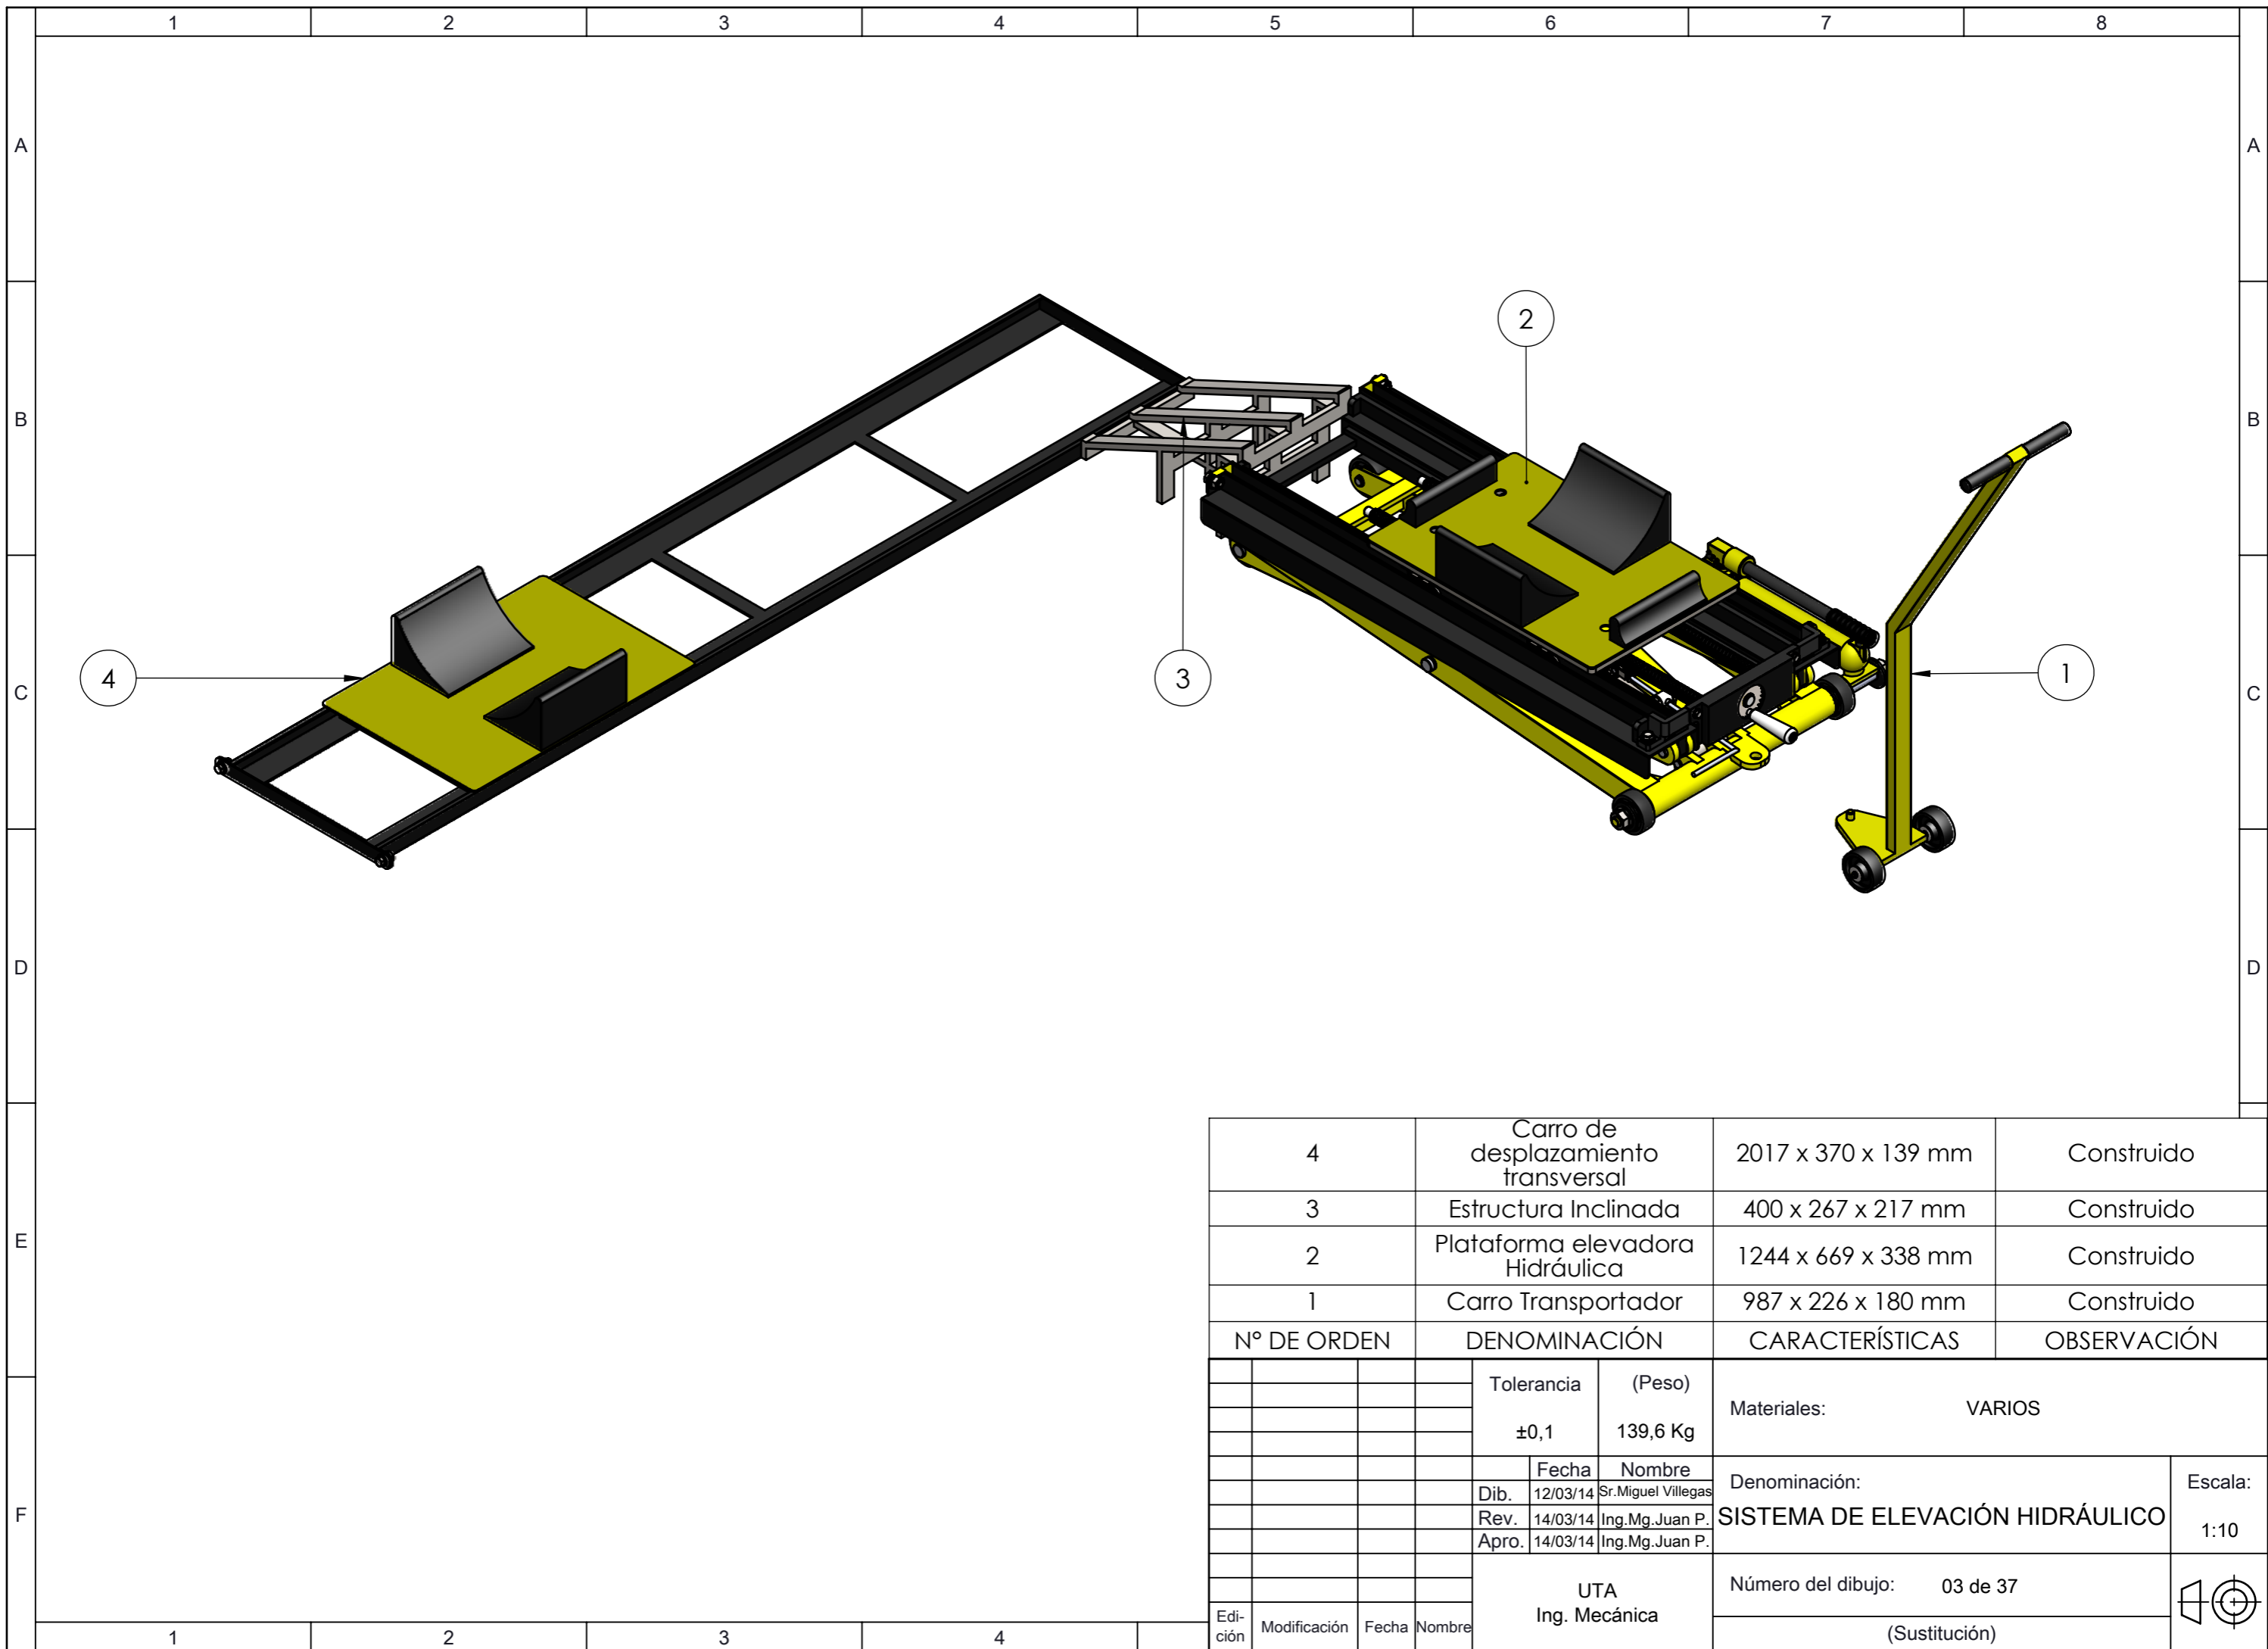 1 2 3 4 5 6 7 8
A A
2
B B
4
3
1
C C
D D
4 Carro de desplazamiento transversal 2017 x 370 x 139 mm Construido
3 Estructura Inclinada 400 x 267 x 217 mm Construido
E
2 Plataforma elevadora Hidráulica 1244 x 669 x 338 mm Construido
1 Carro Transportador 987 x 226 x 180 mm Construido
N° DE ORDEN DENOMINACIÓN CARACTERÍSTICAS OBSERVACIÓN
Tolerancia (Peso)
±0,1 139,6 Kg
Materiales: VARIOS
Fecha Nombre
Dib. 12/03/14 Sr.Miguel Villegas
Rev. 14/03/14 Ing.Mg.Juan P.
Apro. 14/03/14 Ing.Mg.Juan P.
Denominación:
SISTEMA DE ELEVACIÓN HIDRÁULICO
Escala:
1:10
F
UTA
Ing. Mecánica
Número del dibujo: 03 de 37
(Sustitución)
Edi-
ción Modificación Fecha Nombre
1 2 3 4